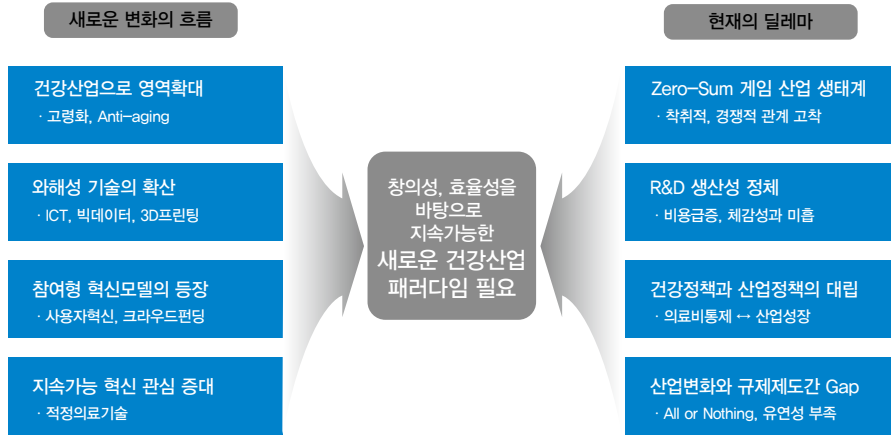 새로운 변화의 흐름
건강산업으로 영역확대
· 고령화, Anti-aging
와해성 기술의 확산
· ICT, 빅데이터, 3D프린팅
참여형 혁신모델의 등장
· 사용자혁신, 크라우드펀딩
지속가능 혁신 관심 증대
· 적정의료기술
창의성, 효율성을
바탕으로
지속가능한
새로운 건강산업
패러다임 필요
현재의 딜레마
Zero-Sum 게임 산업 생태계
· 착취적, 경쟁적 관계 고착
R&D 생산성 정체
· 비용급증, 체감성과 미흡
건강정책과 산업정책의 대립
· 의료비통제 ↔ 산업성장
산업변화와 규제제도간 Gap
· All or Nothing, 유연성 부족